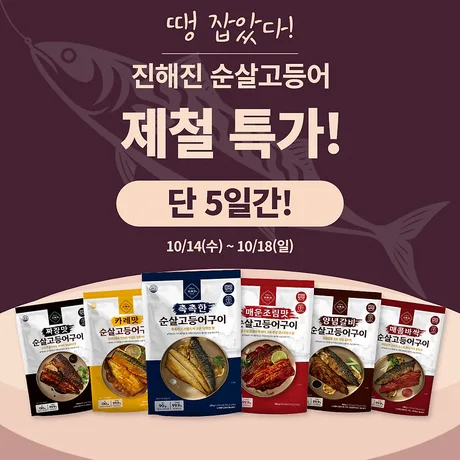 땡 잡았다!
진해진 순살고등어
제철 특가!
단 5일간!
10/14(수) ~ 10/18(일)
짜장맛
순살고등어구이
카레맛
순살고등어구이
촉촉한
순살고등어구이
매운조림맛
순살고등어구이
양념갈비
순살고등어구이
매콤바싹
순살고등어구이